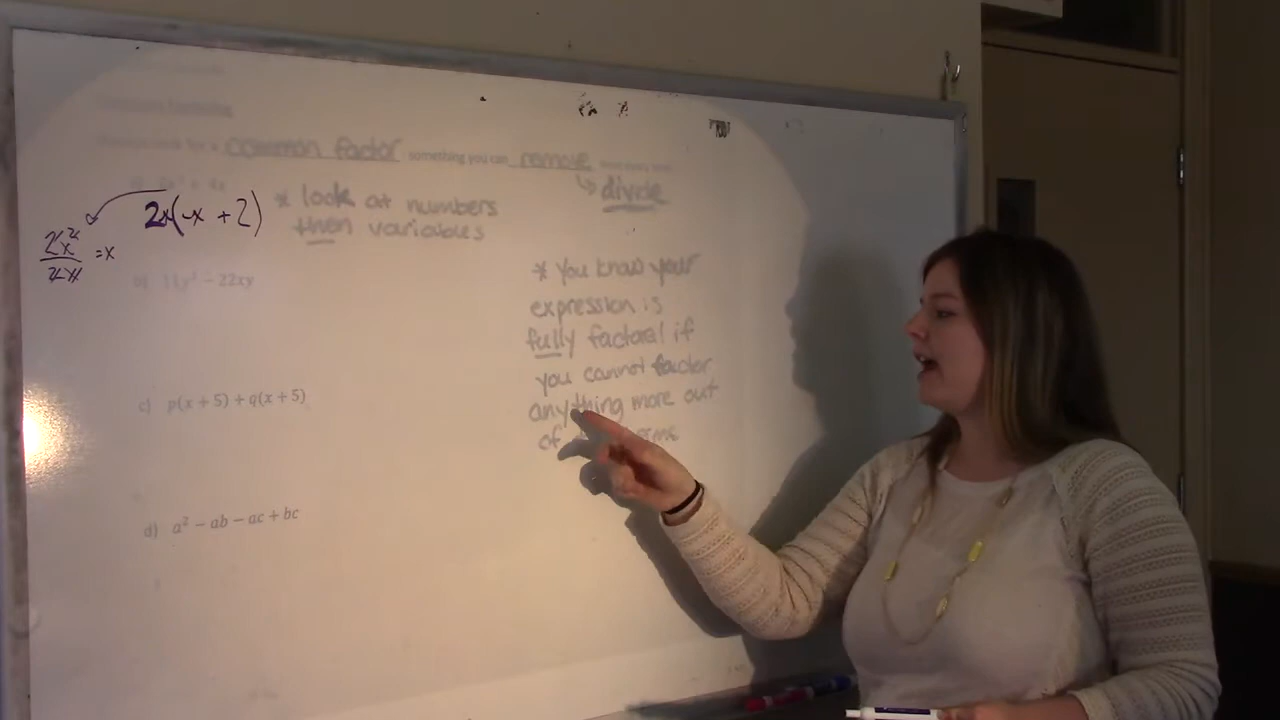 common factor something you can remove
↳ divide
2x(-x + 2)
* look at numbers
then variables
2x²
2x
= x
b) 11y² - 22xy
* you know your
expression is
fully factored if
you cannot factor
anything more out
of
c) p(x + 5) + q(x + 5)
d) a² - ab - ac + bc